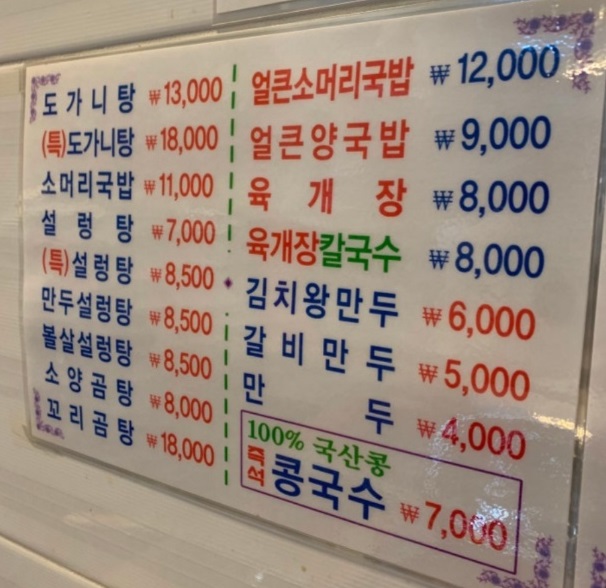 도가니탕 ₩13,000
(특)도가니탕 ₩18,000
소머리국밥 ₩11,000
설렁탕 ₩7,000
(특)설렁탕 ₩8,500
만두설렁탕 ₩8,500
볼살설렁탕 ₩8,500
소양곰탕 ₩8,000
꼬리곰탕 ₩18,000
얼큰소머리국밥 ₩12,000
얼큰양국밥 ₩9,000
육개장 ₩8,000
육개장칼국수 ₩8,000
김치왕만두 ₩6,000
갈비만두 ₩5,000
만두 ₩4,000
100% 국산콩
즉석 콩국수 ₩7,000